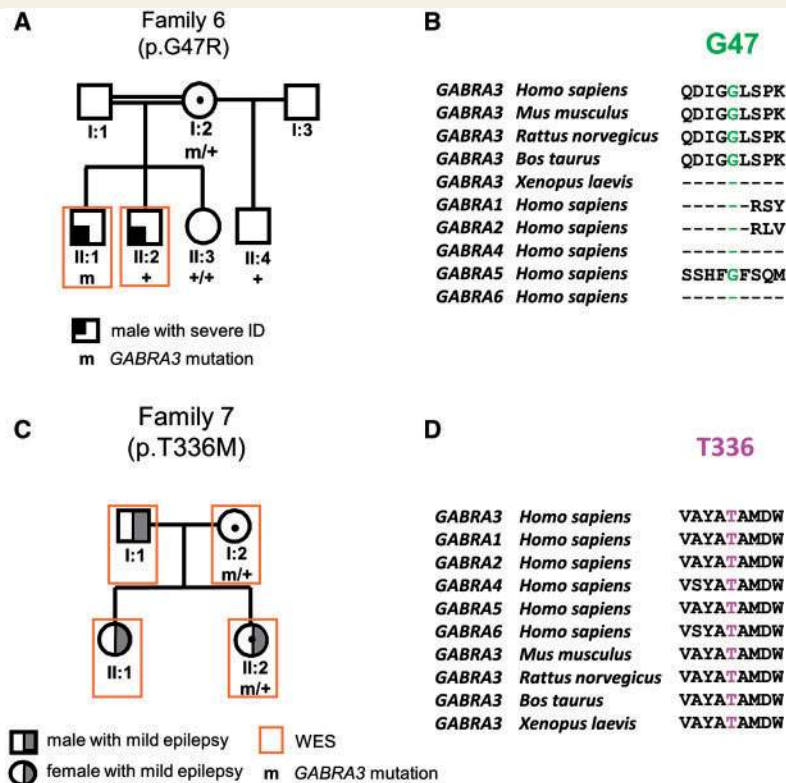 A
Family 6
(p.G47R)
I:1
I:2
I:3
m/+
II:1
II:2
II:3
II:4
m
+
+/+
+
male with severe ID
m GABRA3 mutation
B
G47
GABRA3 Homo sapiens QDIGGLSPK
GABRA3 Mus musculus QDIGGLSPK
GABRA3 Rattus norvegicus QDIGGLSPK
GABRA3 Bos taurus QDIGGLSPK
GABRA3 Xenopus laevis ---------
GABRA1 Homo sapiens ------RSY
GABRA2 Homo sapiens ------RLV
GABRA4 Homo sapiens ---------
GABRA5 Homo sapiens SSHFGFSQM
GABRA6 Homo sapiens ---------
C
Family 7
(p.T336M)
I:1
I:2
m/+
II:1
II:2
m/+
male with mild epilepsy
WES
female with mild epilepsy
m GABRA3 mutation
D
T336
GABRA3 Homo sapiens VAYATAMDW
GABRA1 Homo sapiens VAYATAMDW
GABRA2 Homo sapiens VAYATAMDW
GABRA4 Homo sapiens VSYATAMDW
GABRA5 Homo sapiens VAYATAMDW
GABRA6 Homo sapiens VSYATAMDW
GABRA3 Mus musculus VAYATAMDW
GABRA3 Rattus norvegicus VAYATAMDW
GABRA3 Bos taurus VAYATAMDW
GABRA3 Xenopus laevis VAYATAMDW